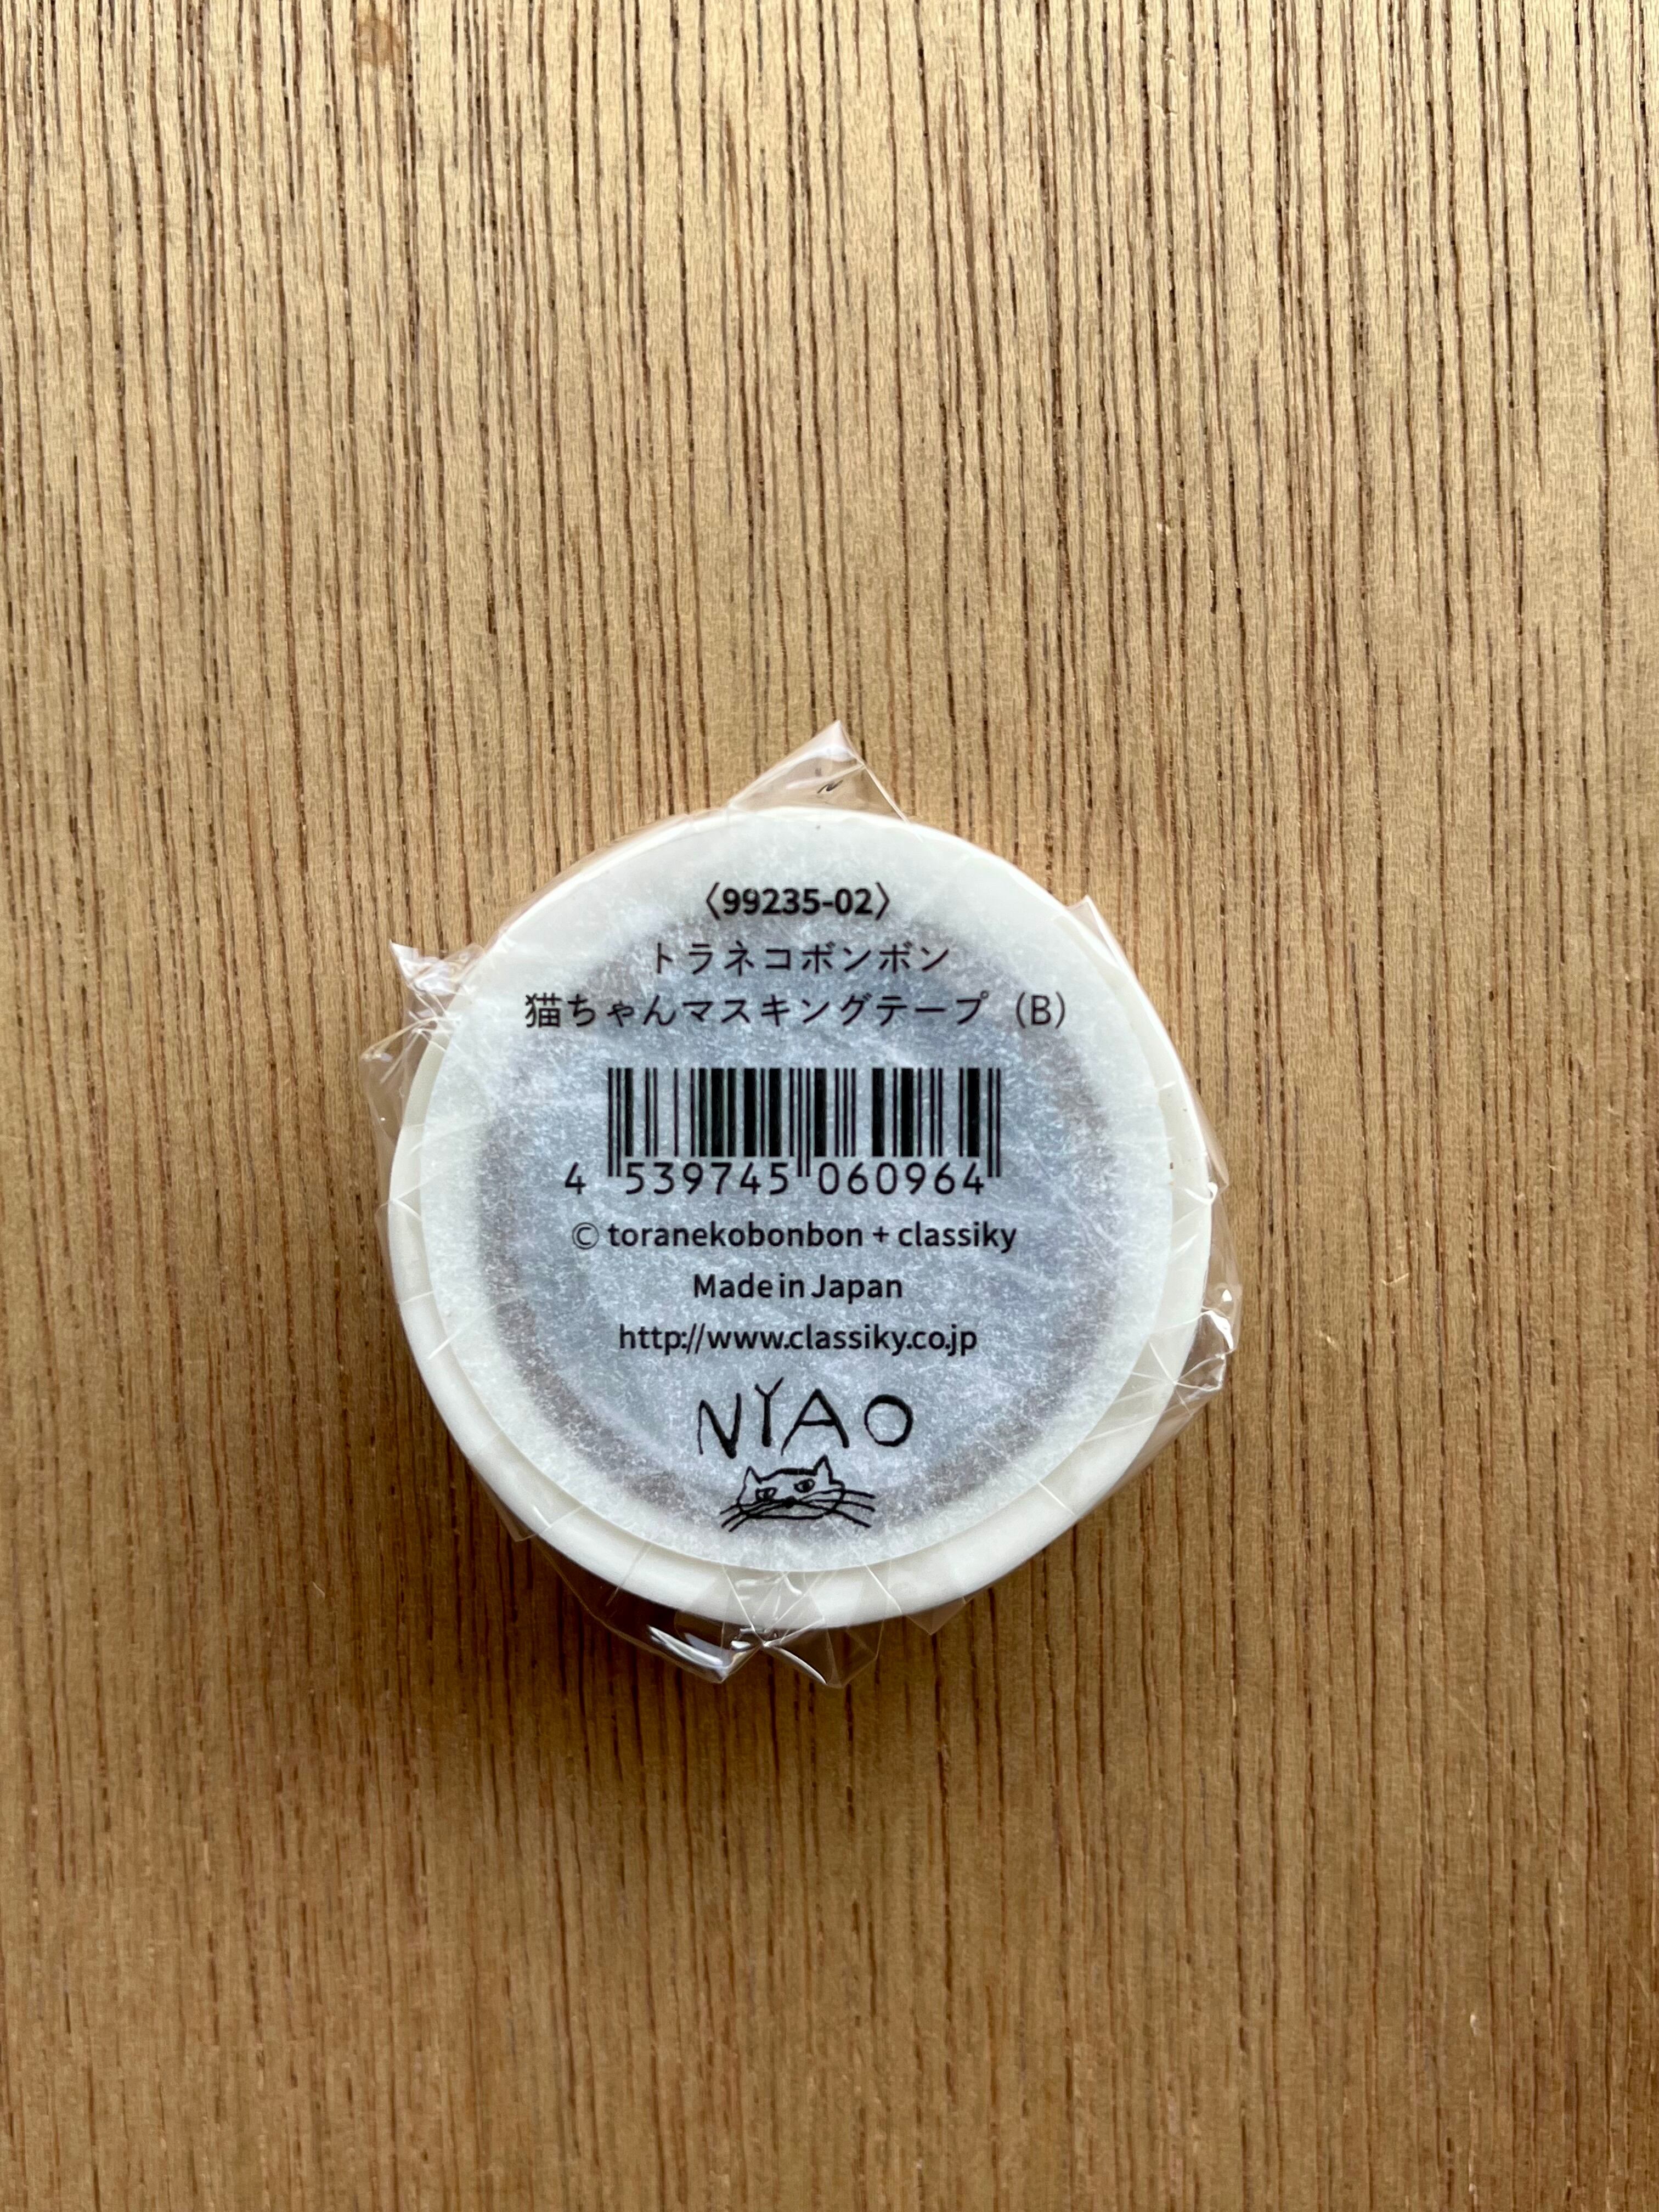 〈99235-02〉
トラネコボンボン
猫ちゃんマスキングテープ（B）
4 539745 060964
© toranekobonbon + classiky
Made in Japan
http://www.classiky.co.jp
NYAO